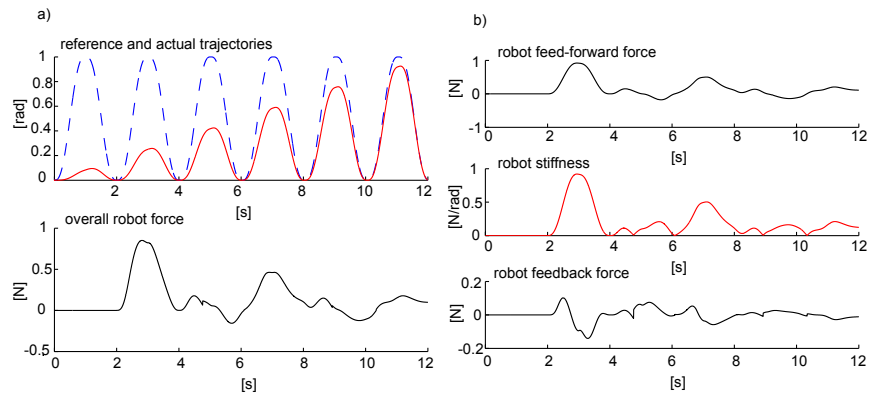 a)
reference and actual trajectories
1
0.8
0.6
0.4
0.2
0
[rad]
2 4 6 8 10 12
[s]
overall robot force
1
0.5
0
-0.5
[N]
0 2 4 6 8 10 12
[s]
b)
robot feed-forward force
1
0
-1
[N]
0 2 4 6 8 10 12
robot stiffness
1
0.5
0
[N/rad]
0 2 4 6 8 10 12
robot feedback force
0.2
0
-0.2
[N]
0 2 4 6 8 10 12
[s]